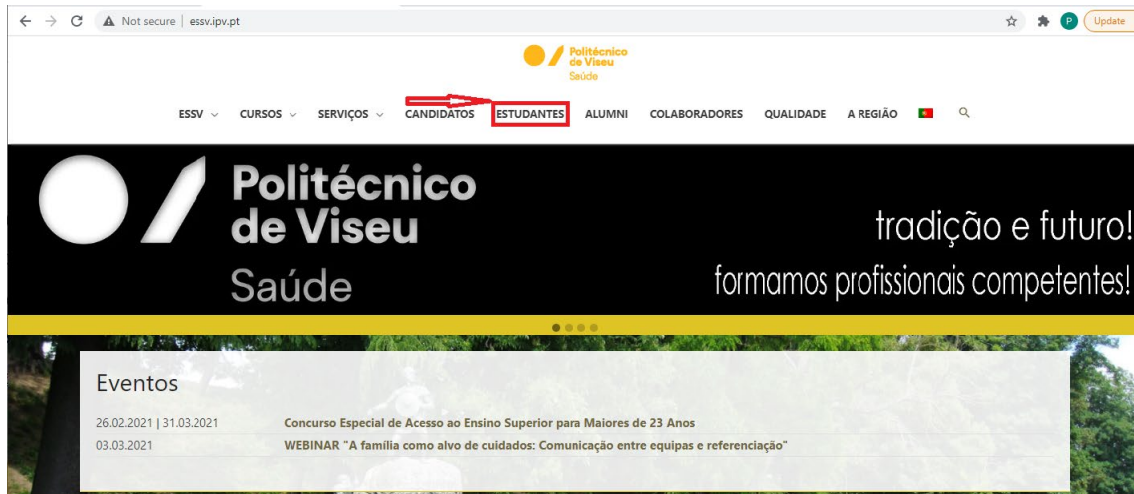 Not secure | essv.ipv.pt
P
Update
Politécnico
de Viseu
Saúde
ESSV CURSOS SERVIÇOS CANDIDATOS ESTUDANTES ALUMNI COLABORADORES QUALIDADE A REGIÃO
Politécnico
de Viseu
Saúde
tradição e futuro!
formamos profissionais competentes!
Eventos
26.02.2021 | 31.03.2021 Concurso Especial de Acesso ao Ensino Superior para Maiores de 23 Anos
03.03.2021 WEBINAR "A família como alvo de cuidados: Comunicação entre equipas e referenciação"